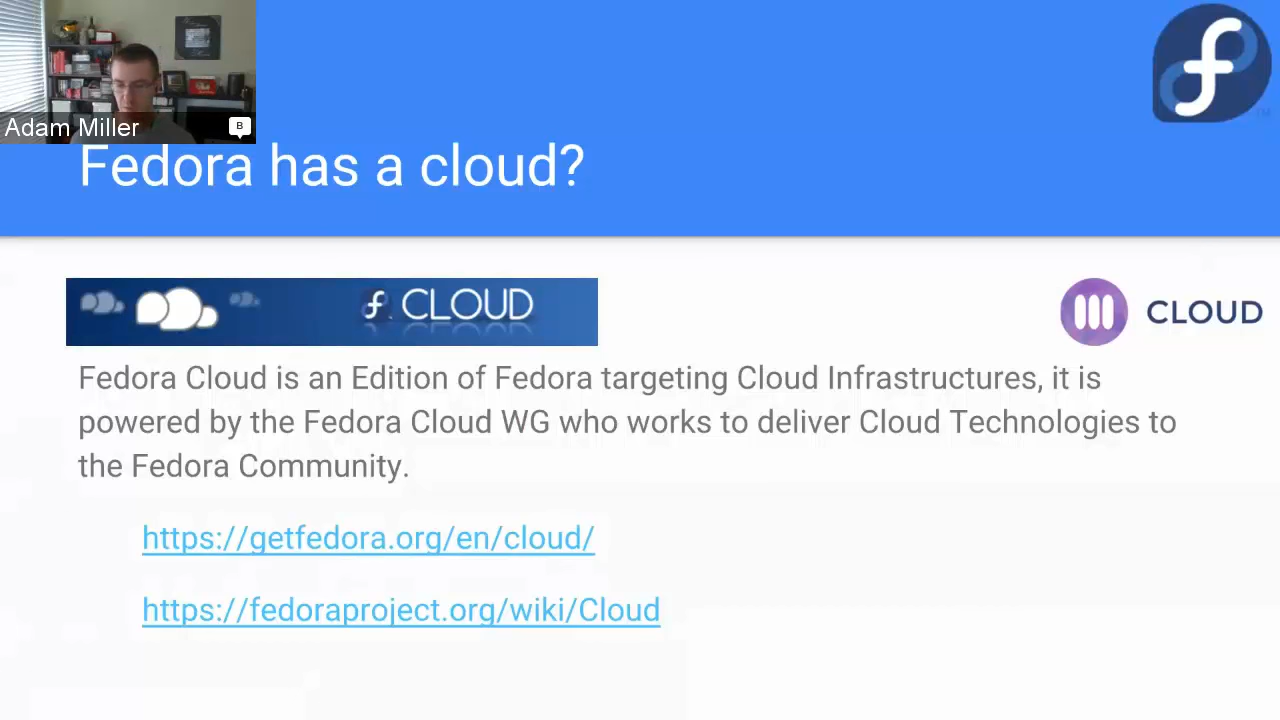 Adam Miller
B
Fedora has a cloud?
f. CLOUD
CLOUD
Fedora Cloud is an Edition of Fedora targeting Cloud Infrastructures, it is
powered by the Fedora Cloud WG who works to deliver Cloud Technologies to
the Fedora Community.
https://getfedora.org/en/cloud/
https://fedoraproject.org/wiki/Cloud